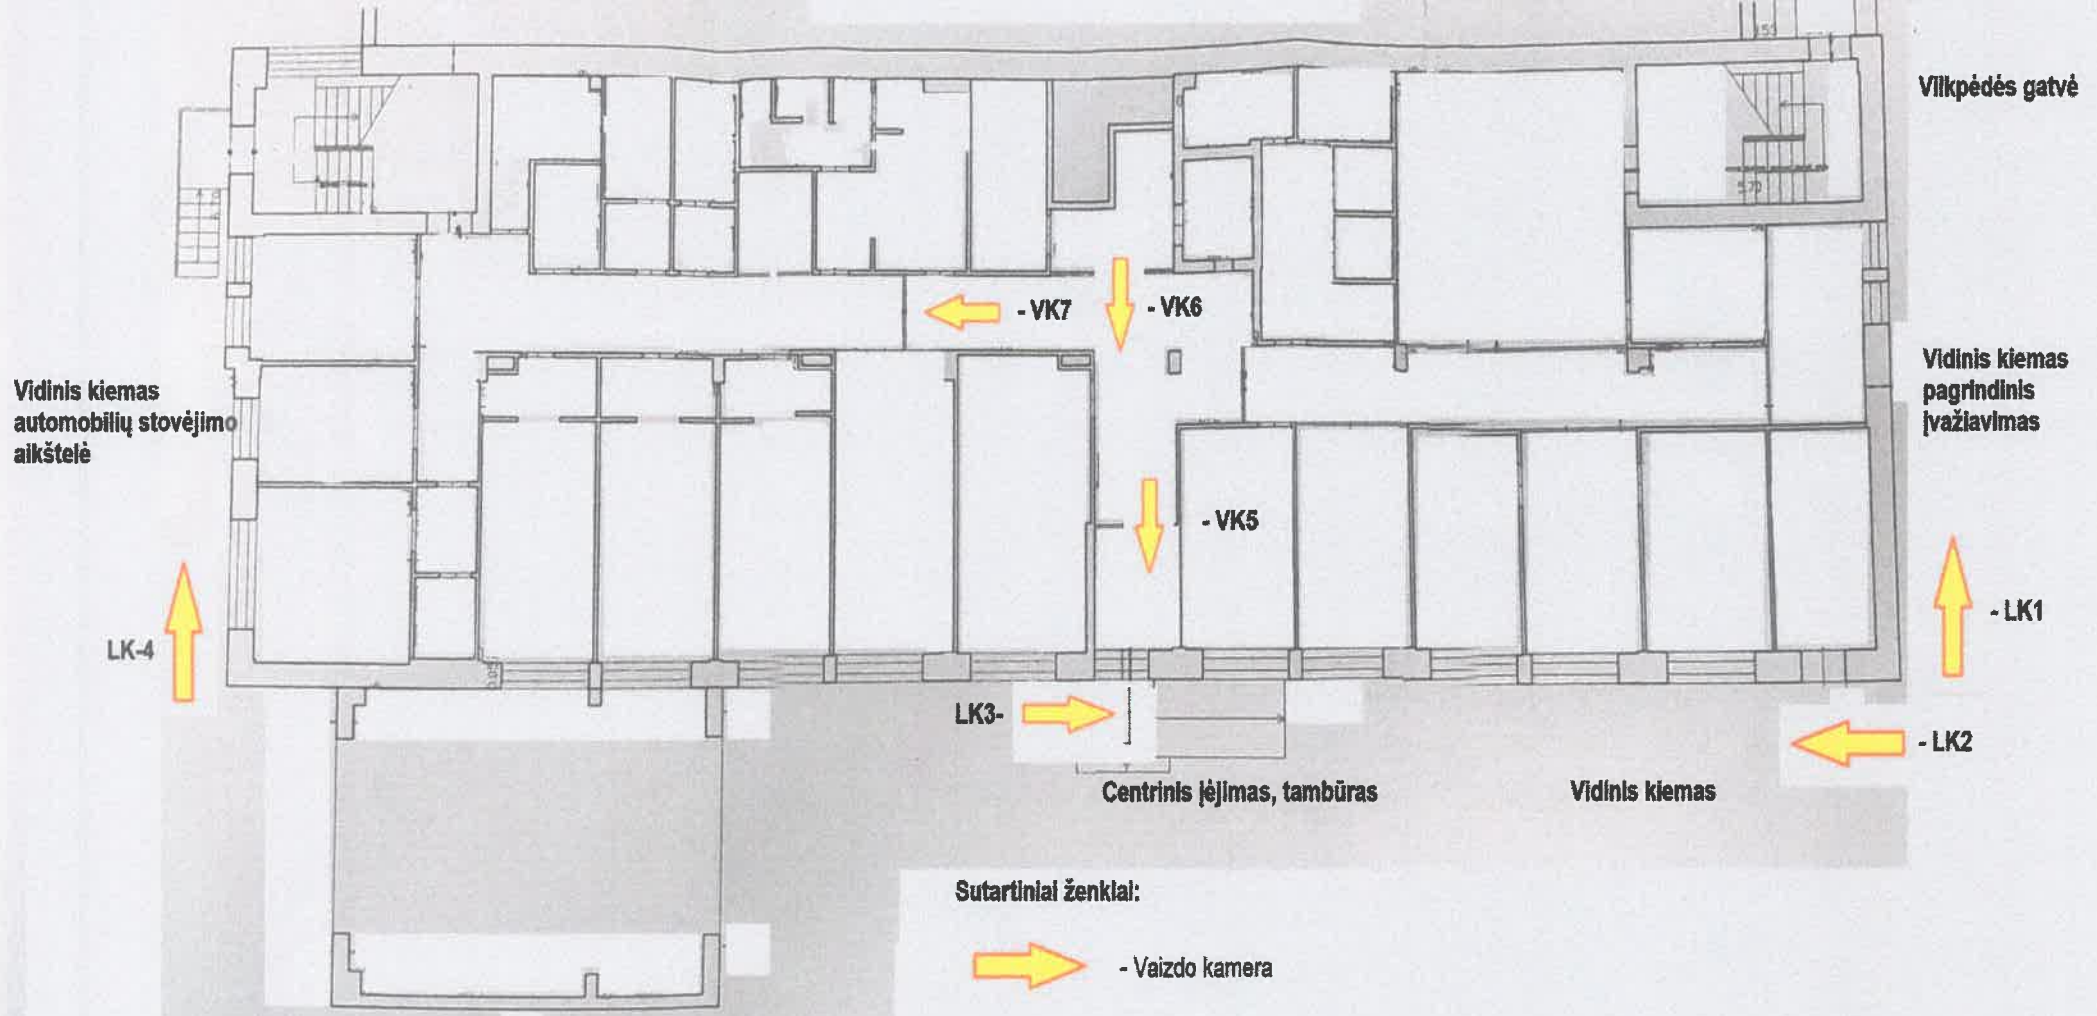 Vilkpėdės gatvė
- VK7
- VK6
Vidinis kiemas
automobilių stovėjimo
aikštelė
Vidinis kiemas
pagrindinis
įvažiavimas
- VK5
LK-4
- LK1
LK3-
- LK2
Centrinis įėjimas, tambūras
Vidinis kiemas
Sutartiniai ženklai:
- Vaizdo kamera